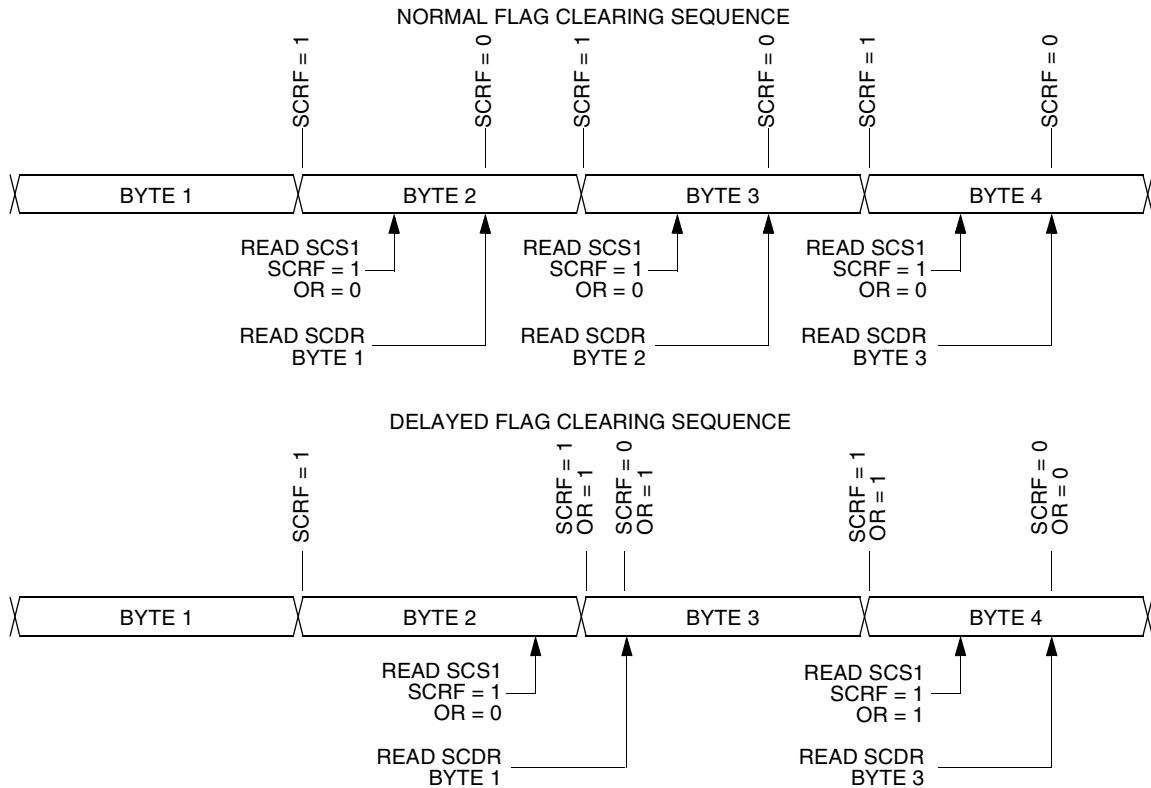 NORMAL FLAG CLEARING SEQUENCE
SCRF = 1
SCRF = 0
SCRF = 1
SCRF = 0
SCRF = 1
SCRF = 0
BYTE 1
BYTE 2
BYTE 3
BYTE 4
READ SCS1
SCRF = 1
OR = 0
READ SCS1
SCRF = 1
OR = 0
READ SCS1
SCRF = 1
OR = 0
READ SCDR
BYTE 1
READ SCDR
BYTE 2
READ SCDR
BYTE 3
DELAYED FLAG CLEARING SEQUENCE
SCRF = 1
SCRF = 1
OR = 1
SCRF = 0
OR = 1
SCRF = 1
OR = 1
SCRF = 0
OR = 0
BYTE 1
BYTE 2
BYTE 3
BYTE 4
READ SCS1
SCRF = 1
OR = 0
READ SCS1
SCRF = 1
OR = 1
READ SCDR
BYTE 1
READ SCDR
BYTE 3